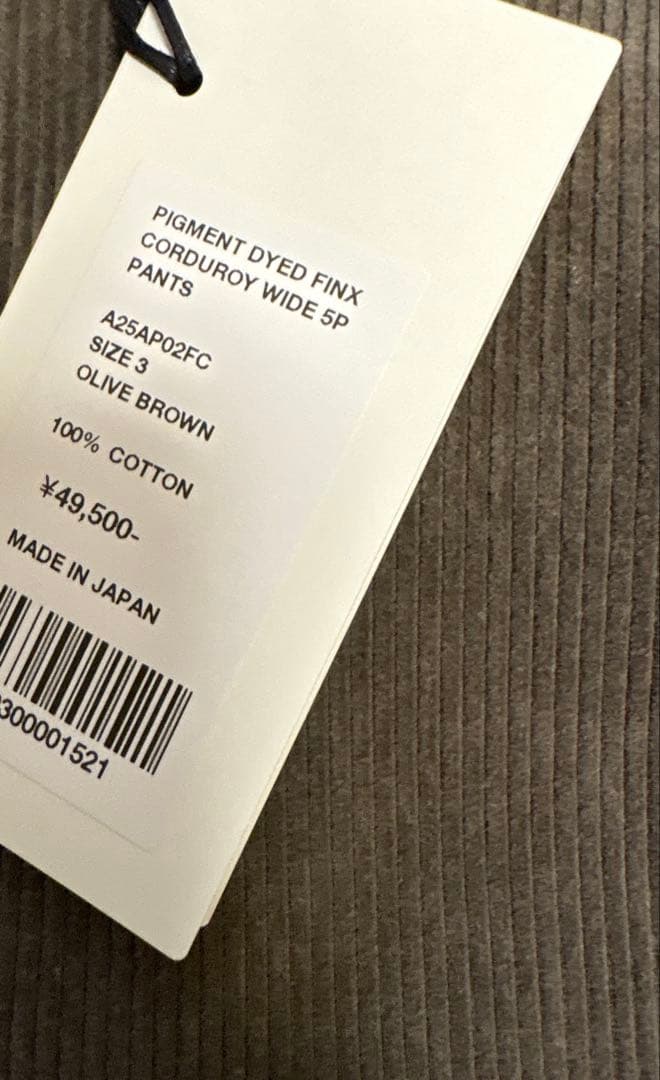 PIGMENT DYED FINX
CORDUROY WIDE 5P
PANTS
A25AP02FC
SIZE 3
OLIVE BROWN
100% COTTON
¥49,500-
MADE IN JAPAN
300001521